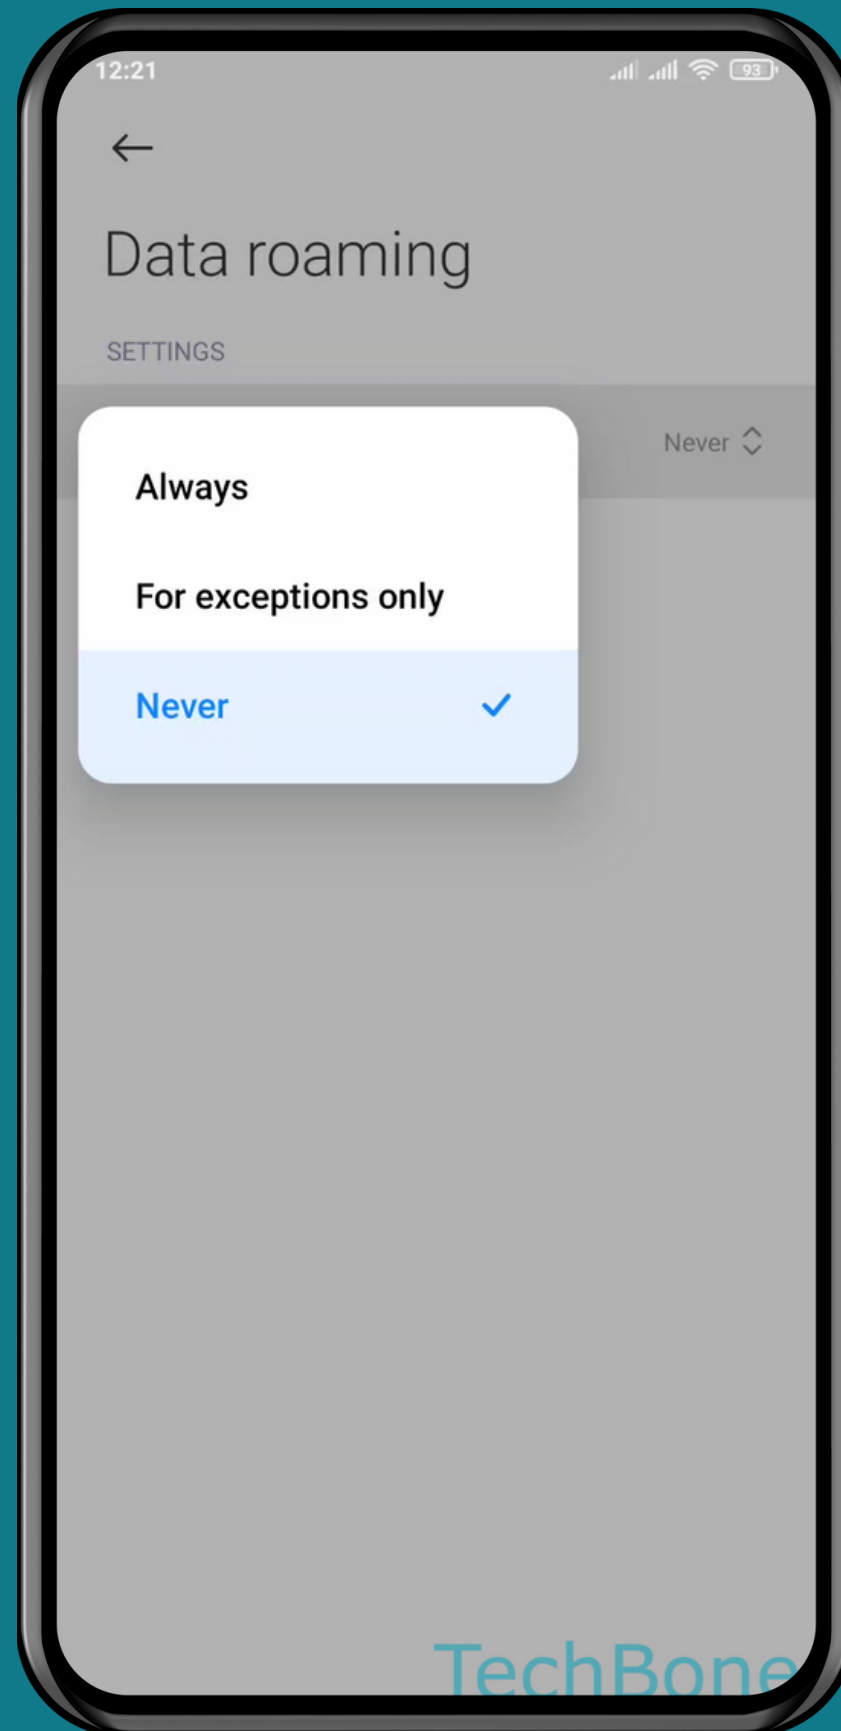 12:21
93
Data roaming
SETTINGS
Never
Always
For exceptions only
Never
TechBone